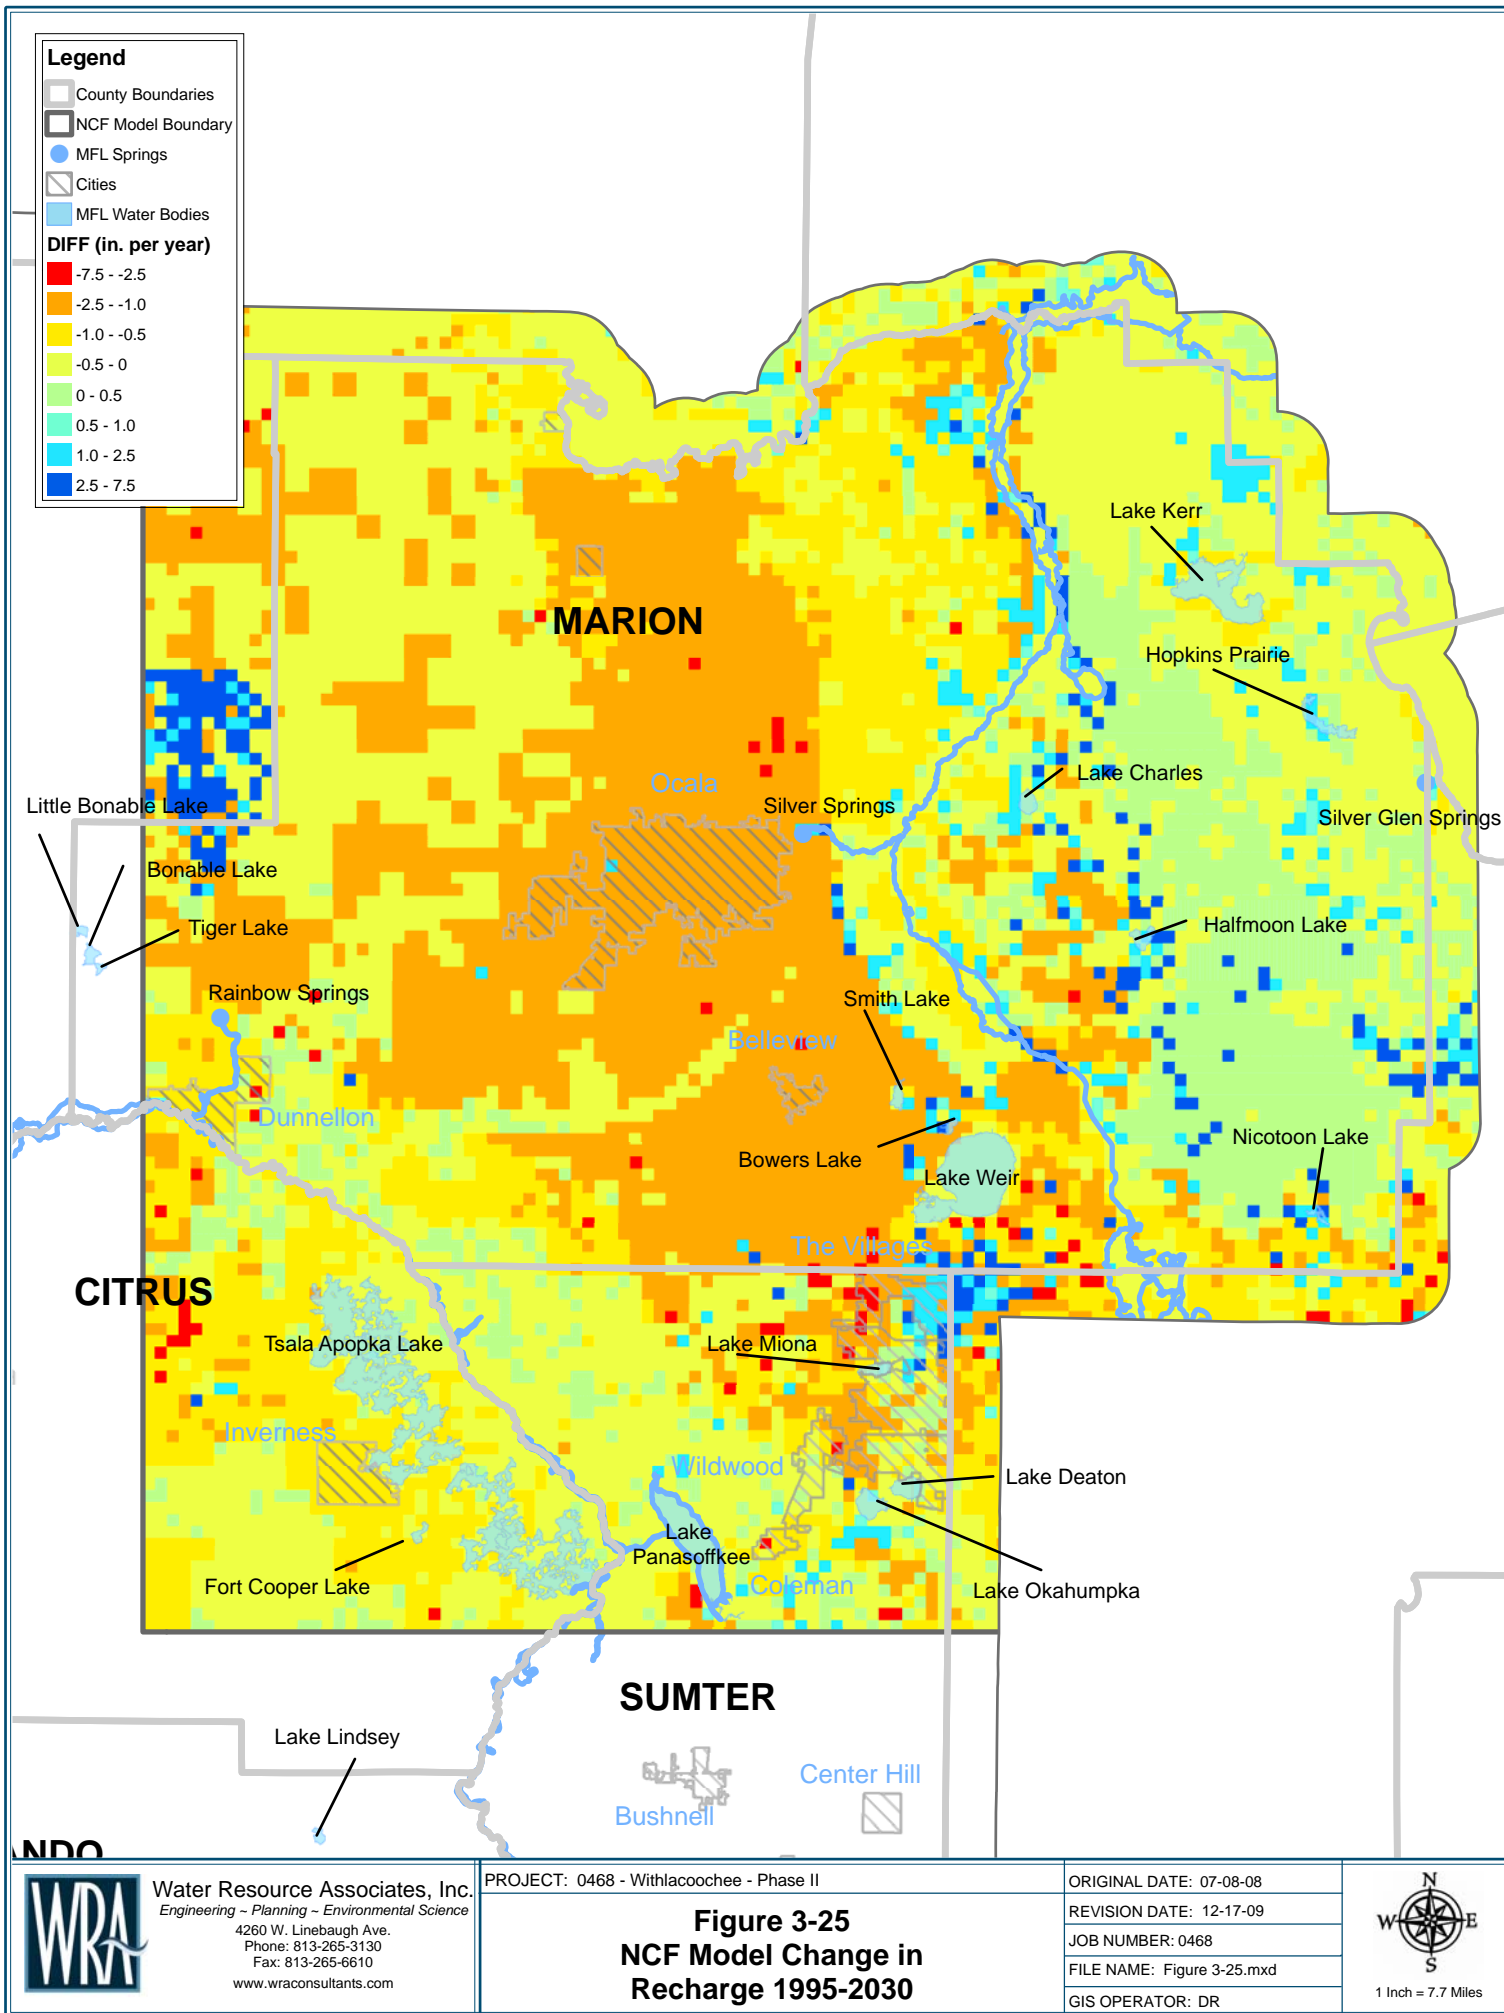 Legend
County Boundaries
NCF Model Boundary
MFL Springs
Cities
MFL Water Bodies
DIFF (in. per year)
-7.5 - -2.5
-2.5 - -1.0
-1.0 - -0.5
-0.5 - 0
0 - 0.5
0.5 - 1.0
1.0 - 2.5
2.5 - 7.5
Lake Kerr
MARION
Hopkins Prairie
Ocala
Lake Charles
Little Bonable Lake
Silver Springs
Silver Glen Springs
Bonable Lake
Tiger Lake
Halfmoon Lake
Rainbow Springs
Smith Lake
Belleview
Dunnellon
Nicotoon Lake
Bowers Lake
Lake Weir
The Villages
CITRUS
Tsala Apopka Lake
Lake Miona
Inverness
Wildwood
Lake Deaton
Lake
Panasoffkee
Fort Cooper Lake
Coleman
Lake Okahumpka
SUMTER
Lake Lindsey
Center Hill
Bushnell
ANDO
WRA
Water Resource Associates, Inc.
Engineering ~ Planning ~ Environmental Science
4260 W. Linebaugh Ave.
Phone: 813-265-3130
Fax: 813-265-6610
www.wraconsultants.com
PROJECT: 0468 - Withlacoochee - Phase II
Figure 3-25
NCF Model Change in
Recharge 1995-2030
ORIGINAL DATE: 07-08-08
REVISION DATE: 12-17-09
JOB NUMBER: 0468
FILE NAME: Figure 3-25.mxd
GIS OPERATOR: DR
N
W E
S
1 Inch = 7.7 Miles